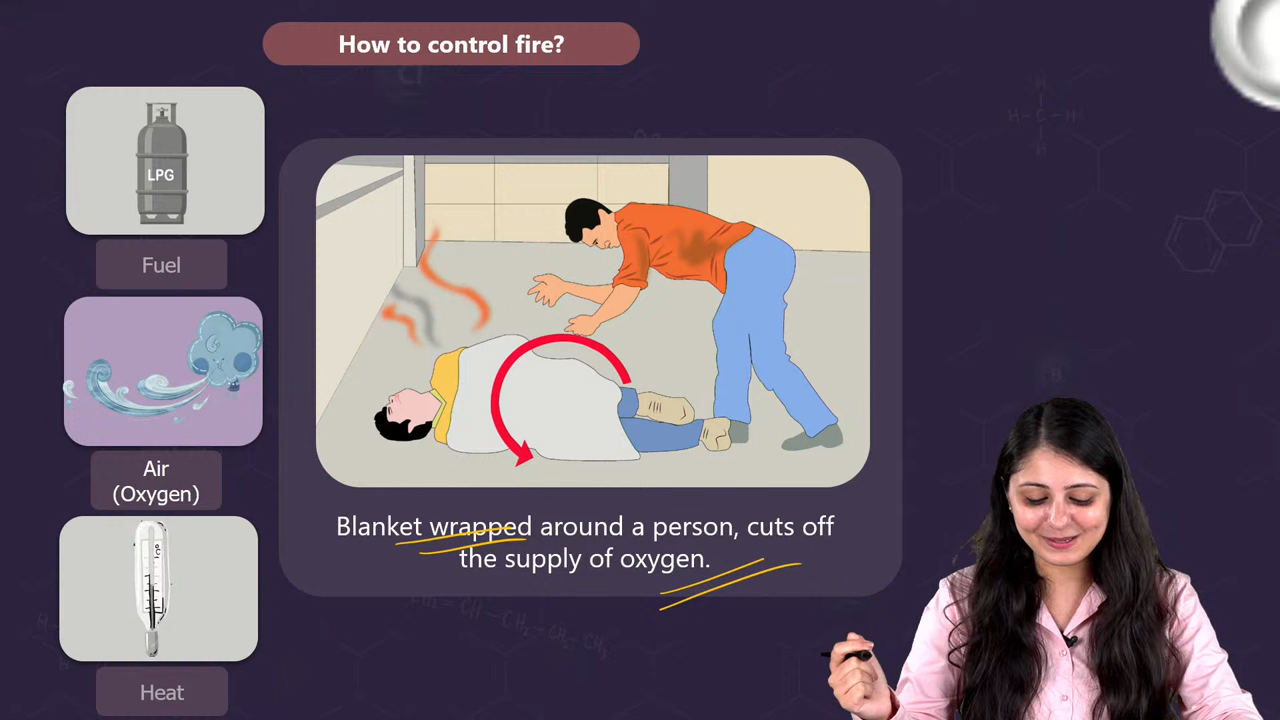 How to control fire?
LPG
Fuel
Air
(Oxygen)
Heat
Blanket wrapped around a person, cuts off
the supply of oxygen.